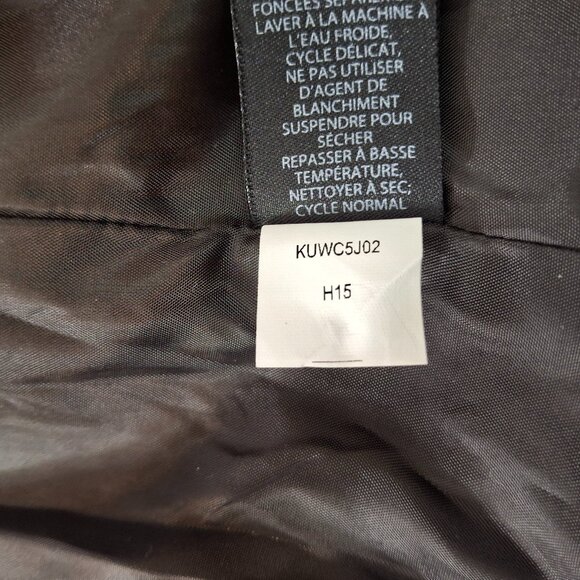 FONCÉES SÉPARÉMENT
LAVER À LA MACHINE À
L'EAU FROIDE,
CYCLE DÉLICAT,
NE PAS UTILISER
D'AGENT DE
BLANCHIMENT
SUSPENDRE POUR
SÉCHER
REPASSER À BASSE
TEMPÉRATURE,
NETTOYER À SEC;
CYCLE NORMAL
KUWC5J02
H15